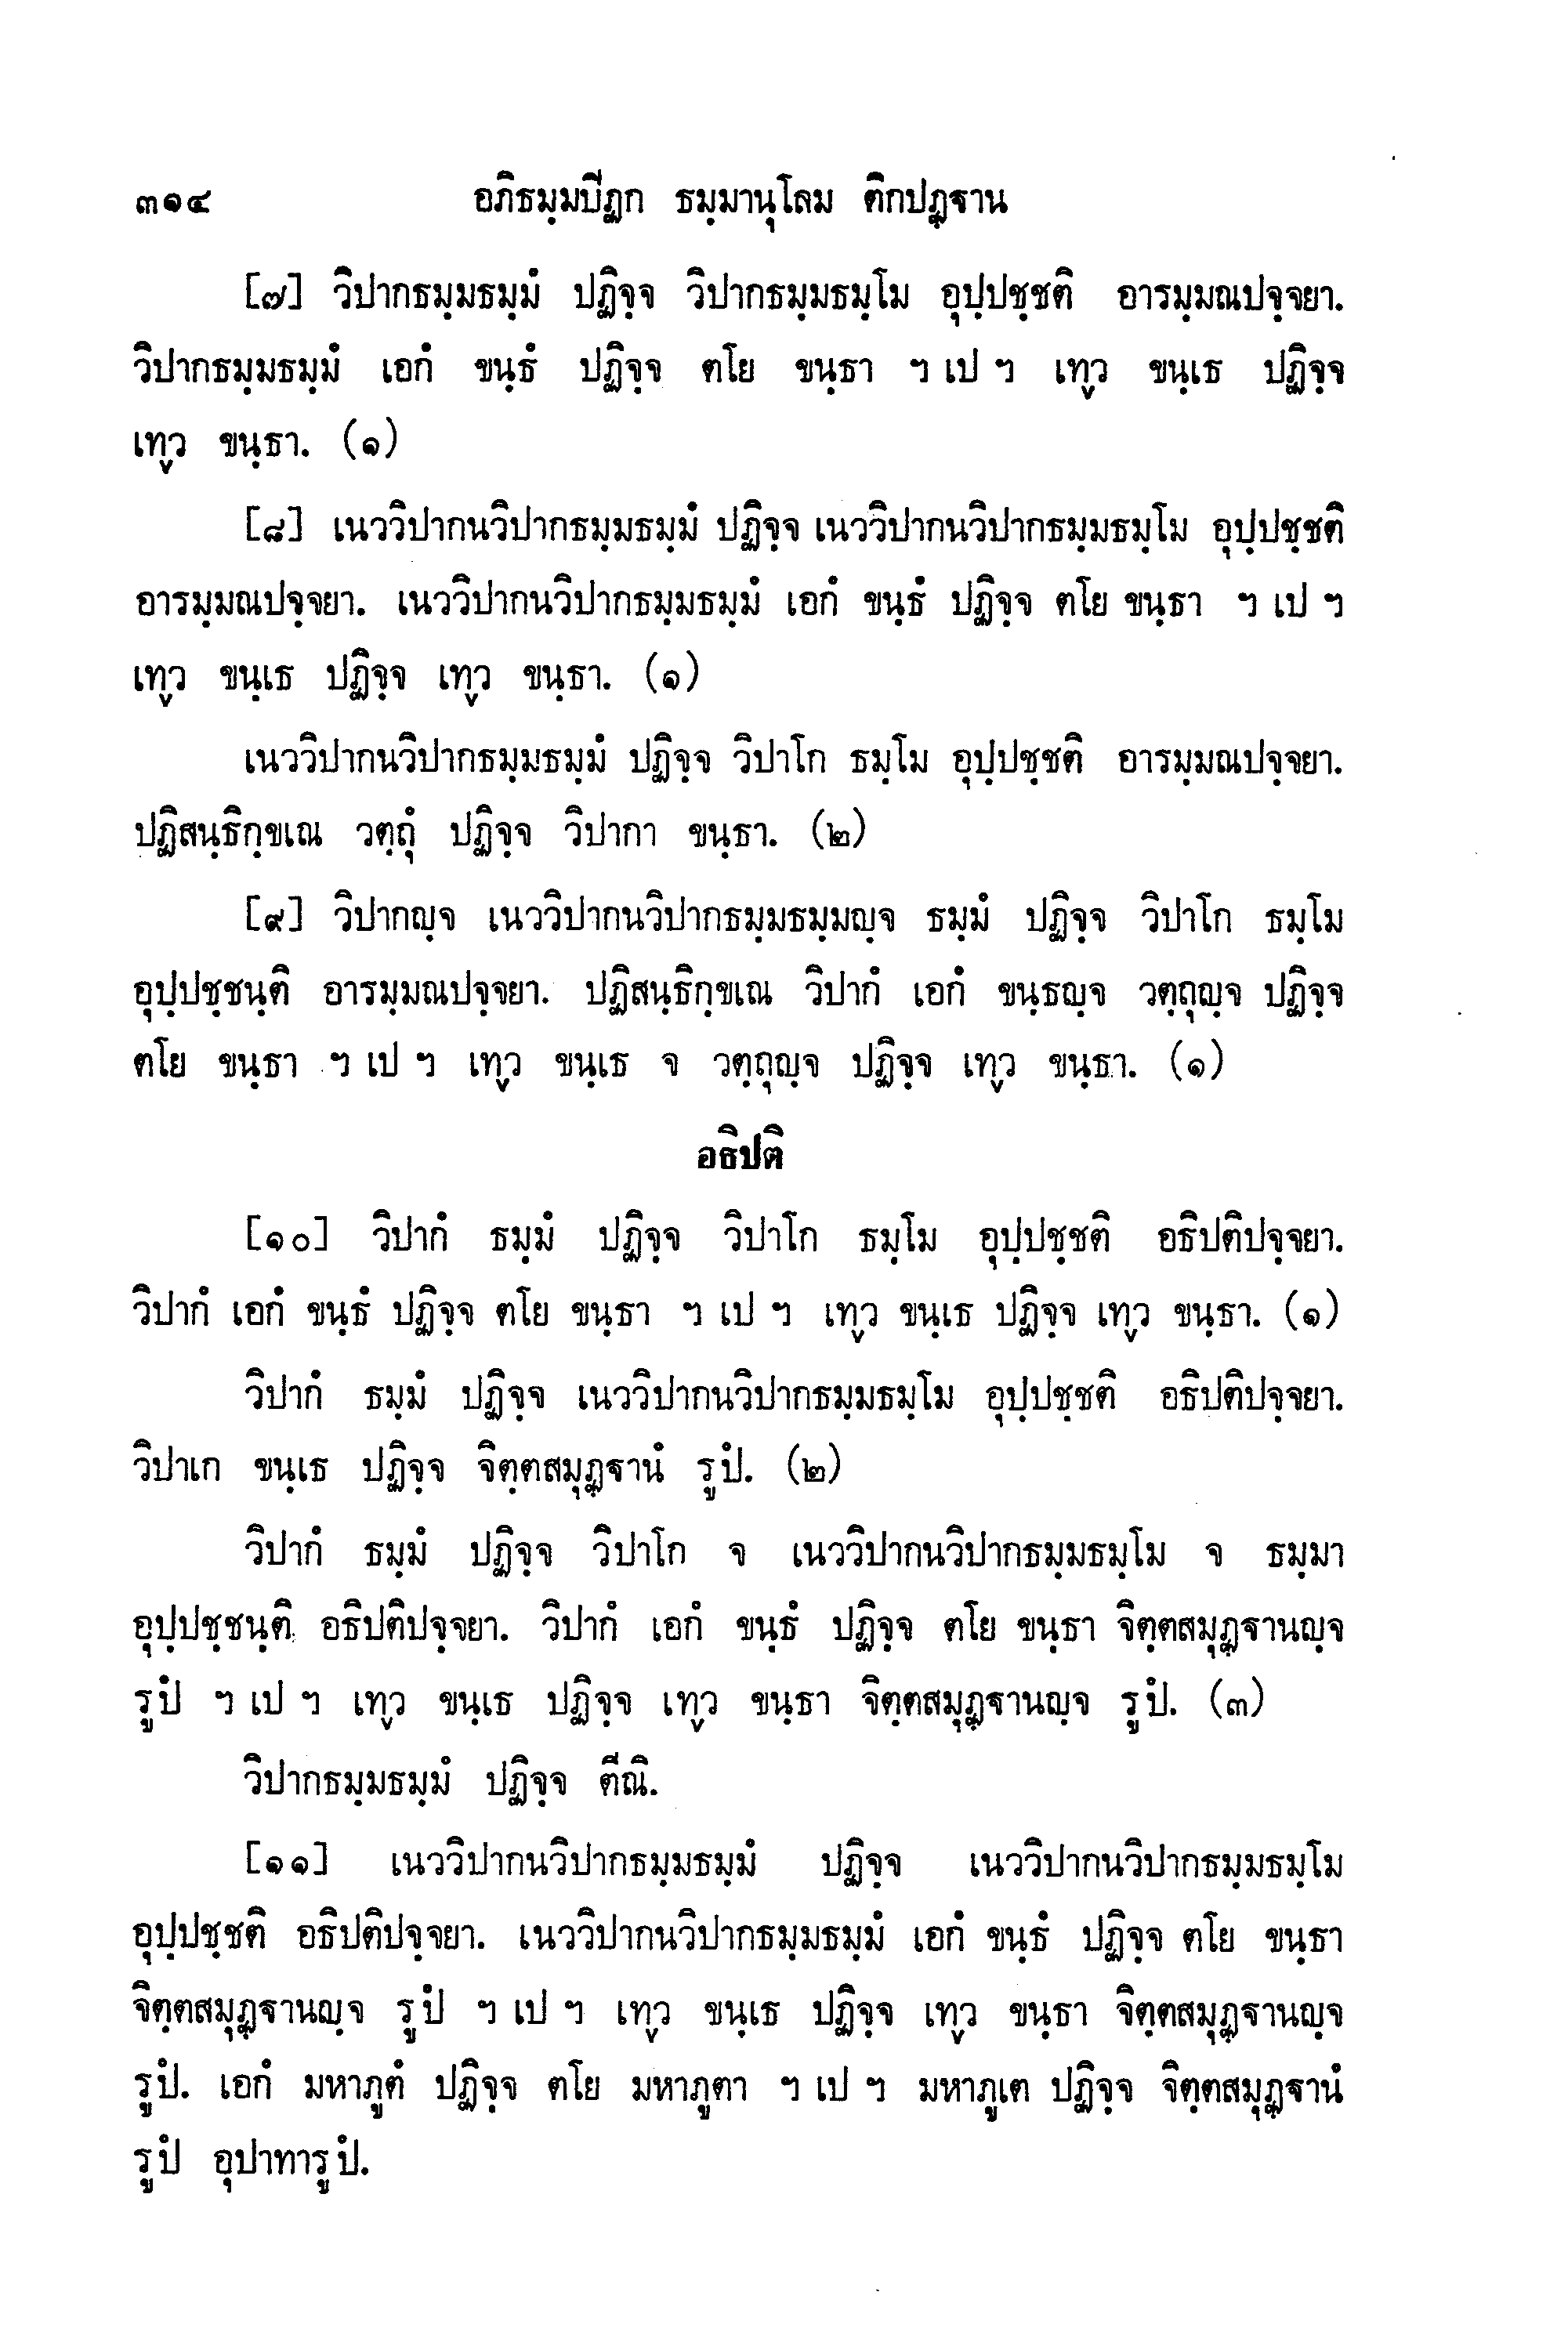 ๓๑๔ อภิธมฺมปีฏก ธมฺมานุโลม ติกปฏฺฐาน
[๗] วิปากธมฺมธมฺมํ ปฏิจฺจ วิปากธมฺมธมฺโม อุปฺปชฺชติ อารมฺมณปจฺจยา.
วิปากธมฺมธมฺมํ เอกํ ขนฺธํ ปฏิจฺจ ตโย ขนฺธา ฯ เป ฯ เทฺว ขนฺเธ ปฏิจฺจ
เทฺว ขนฺธา. (๑)
[๘] เนววิปากนวิปากธมฺมธมฺมํ ปฏิจฺจ เนววิปากนวิปากธมฺมธมฺโม อุปฺปชฺชติ
อารมฺมณปจฺจยา. เนววิปากนวิปากธมฺมธมฺมํ เอกํ ขนฺธํ ปฏิจฺจ ตโย ขนฺธา ฯ เป ฯ
เทฺว ขนฺเธ ปฏิจฺจ เทฺว ขนฺธา. (๑)
เนววิปากนวิปากธมฺมธมฺมํ ปฏิจฺจ วิปาโก ธมฺโม อุปฺปชฺชติ อารมฺมณปจฺจยา.
ปฏิสนฺธิกฺขเณ วตฺถุํ ปฏิจฺจ วิปากา ขนฺธา. (๒)
[๙] วิปากญฺจ เนววิปากนวิปากธมฺมธมฺมญฺจ ธมฺมํ ปฏิจฺจ วิปาโก ธมฺโม
อุปฺปชฺชนฺติ อารมฺมณปจฺจยา. ปฏิสนฺธิกฺขเณ วิปากํ เอกํ ขนฺธญฺจ วตฺถุญฺจ ปฏิจฺจ
ตโย ขนฺธา ฯ เป ฯ เทฺว ขนฺเธ จ วตฺถุญฺจ ปฏิจฺจ เทฺว ขนฺธา. (๑)
อธิปติ
[๑๐] วิปากํ ธมฺมํ ปฏิจฺจ วิปาโก ธมฺโม อุปฺปชฺชติ อธิปติปจฺจยา.
วิปากํ เอกํ ขนฺธํ ปฏิจฺจ ตโย ขนฺธา ฯ เป ฯ เทฺว ขนฺเธ ปฏิจฺจ เทฺว ขนฺธา. (๑)
วิปากํ ธมฺมํ ปฏิจฺจ เนววิปากนวิปากธมฺมธมฺโม อุปฺปชฺชติ อธิปติปจฺจยา.
วิปาเก ขนฺเธ ปฏิจฺจ จิตฺตสมุฏฺฐานํ รูปํ. (๒)
วิปากํ ธมฺมํ ปฏิจฺจ วิปาโก จ เนววิปากนวิปากธมฺมธมฺโม จ ธมฺมา
อุปฺปชฺชนฺติ อธิปติปจฺจยา. วิปากํ เอกํ ขนฺธํ ปฏิจฺจ ตโย ขนฺธา จิตฺตสมุฏฺฐานญฺจ
รูปํ ฯ เป ฯ เทฺว ขนฺเธ ปฏิจฺจ เทฺว ขนฺธา จิตฺตสมุฏฺฐานญฺจ รูปํ. (๓)
วิปากธมฺมธมฺมํ ปฏิจฺจ ตีณิ.
[๑๑] เนววิปากนวิปากธมฺมธมฺมํ ปฏิจฺจ เนววิปากนวิปากธมฺมธมฺโม
อุปฺปชฺชติ อธิปติปจฺจยา. เนววิปากนวิปากธมฺมธมฺมํ เอกํ ขนฺธํ ปฏิจฺจ ตโย ขนฺธา
จิตฺตสมุฏฺฐานญฺจ รูปํ ฯ เป ฯ เทฺว ขนฺเธ ปฏิจฺจ เทฺว ขนฺธา จิตฺตสมุฏฺฐานญฺจ
รูปํ. เอกํ มหาภูตํ ปฏิจฺจ ตโย มหาภูตา ฯ เป ฯ มหาภูเต ปฏิจฺจ จิตฺตสมุฏฺฐานํ
รูปํ อุปาทารูปํ.